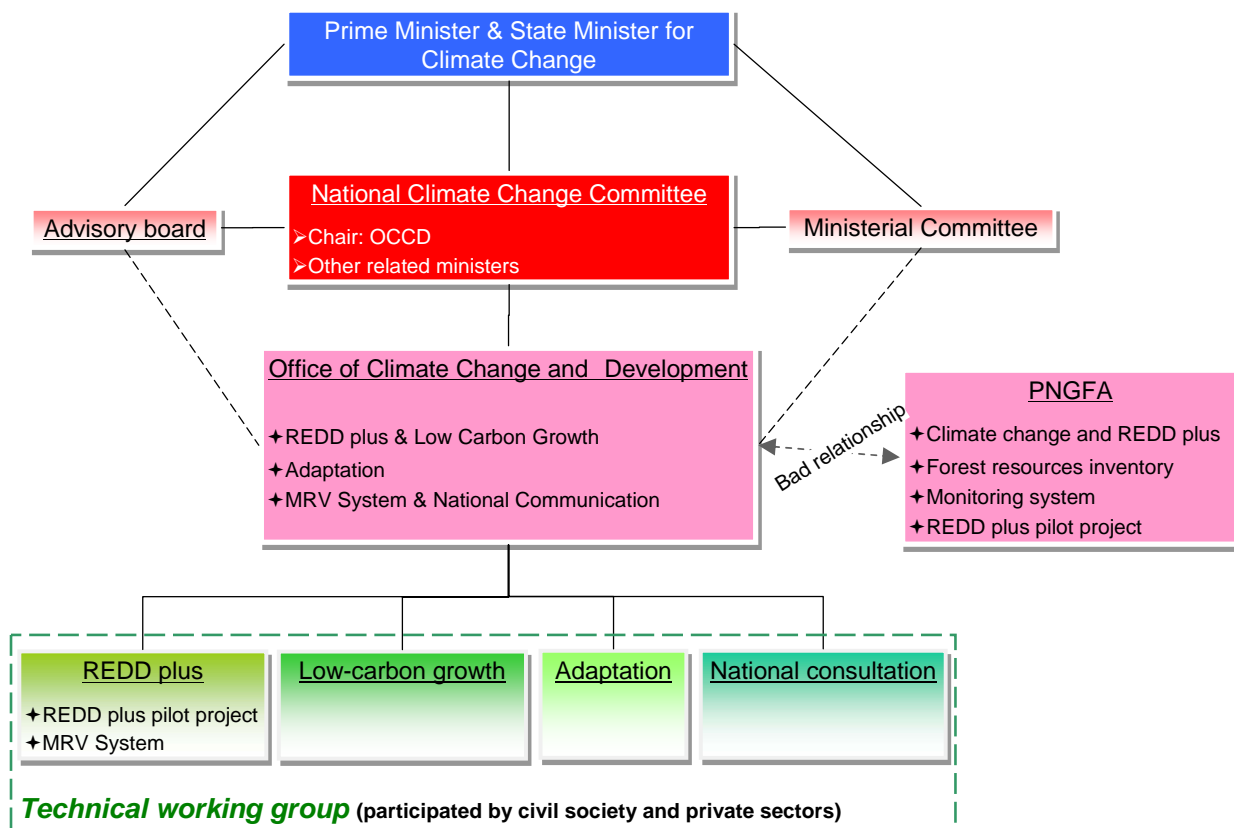 Prime Minister & State Minister for
Climate Change
National Climate Change Committee
➢Chair: OCCD
➢Other related ministers
Advisory board
Ministerial Committee
Office of Climate Change and Development
✦REDD plus & Low Carbon Growth
✦Adaptation
✦MRV System & National Communication
Bad relationship
PNGFA
✦Climate change and REDD plus
✦Forest resources inventory
✦Monitoring system
✦REDD plus pilot project
REDD plus
✦REDD plus pilot project
✦MRV System
Low-carbon growth
Adaptation
National consultation
Technical working group (participated by civil society and private sectors)